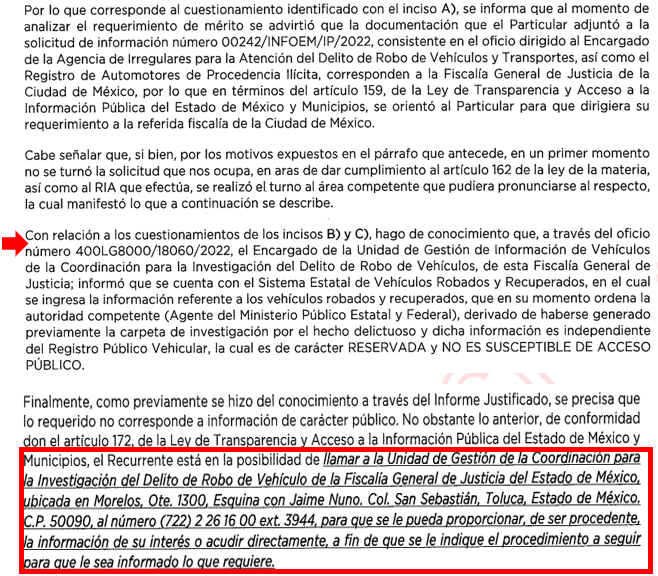 Por lo que corresponde al cuestionamiento identificado con el inciso A), se informa que al momento de
analizar el requerimiento de mérito se advirtió que la documentación que el Particular adjuntó a la
solicitud de información número 00242/INFOEM/IP/2022, consistente en el oficio dirigido al Encargado
de la Agencia de Irregulares para la Atención del Delito de Robo de Vehículos y Transportes, así como el
Registro de Automotores de Procedencia Ilícita, corresponden a la Fiscalía General de Justicia de la
Ciudad de México, por lo que en términos del artículo 159, de la Ley de Transparencia y Acceso a la
Información Pública del Estado de México y Municipios, se orientó al Particular para que dirigiera su
requerimiento a la referida fiscalía de la Ciudad de México.
Cabe señalar que, si bien, por los motivos expuestos en el párrafo que antecede, en un primer momento
no se turnó la solicitud que nos ocupa, en aras de dar cumplimiento al artículo 162 de la ley de la materia,
así como al RIA que efectúa, se realizó el turno al área competente que pudiera pronunciarse al respecto,
la cual manifestó lo que a continuación se describe.
Con relación a los cuestionamientos de los incisos B) y C), hago de conocimiento que, a través del oficio
número 400LG8000/18060/2022, el Encargado de la Unidad de Gestión de Información de Vehículos
de la Coordinación para la Investigación del Delito de Robo de Vehículos, de esta Fiscalía General de
Justicia; informó que se cuenta con el Sistema Estatal de Vehículos Robados y Recuperados, en el cual
se ingresa la información referente a los vehículos robados y recuperados, que en su momento ordena la
autoridad competente (Agente del Ministerio Público Estatal y Federal), derivado de haberse generado
previamente la carpeta de investigación por el hecho delictuoso y dicha información es independiente
del Registro Público Vehicular, la cual es de carácter RESERVADA y NO ES SUSCEPTIBLE DE ACCESO
PÚBLICO.
Finalmente, como previamente se hizo del conocimiento a través del Informe Justificado, se precisa que
lo requerido no corresponde a información de carácter público. No obstante lo anterior, de conformidad
don el artículo 172, de la Ley de Transparencia y Acceso a la Información Pública del Estado de México y
Municipios, el Recurrente está en la posibilidad de llamar a la Unidad de Gestión de la Coordinación para
la Investigación del Delito de Robo de Vehículo de la Fiscalía General de Justicia del Estado de México,
ubicada en Morelos, Ote. 1300, Esquina con Jaime Nuno. Col. San Sebastián, Toluca, Estado de México.
C.P. 50090, al número (722) 2 26 16 00 ext. 3944, para que se le pueda proporcionar, de ser procedente,
la información de su interés o acudir directamente, a fin de que se le indique el procedimiento a seguir
para que le sea informado lo que requiere.